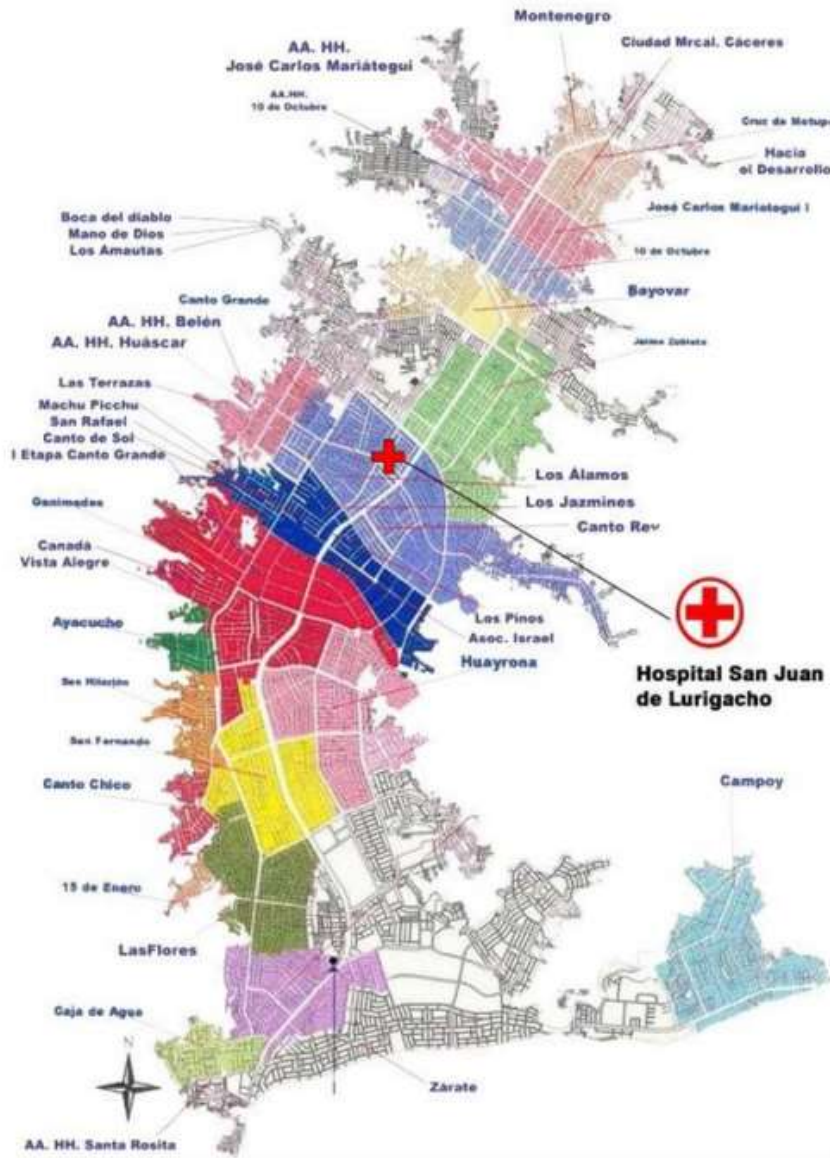 Montenegro
AA. HH.
José Carlos Mariátegui
Ciudad Mrcal. Cáceres
AA.HH.
10 de Octubre
Cruz de Motupe
Hacia
el Desarrollo
Boca del diablo
Mano de Dios
Los Amautas
José Carlos Mariategui I
10 de Octubre
Bayovar
Canto Grande
AA. HH. Belén
AA. HH. Huáscar
Jaime Zubieta
Las Terrazas
Machu Picchu
San Rafael
Canto de Sol
I Etapa Canto Grande
Los Álamos
Los Jazmines
Canto Rey
Ganimedes
Canadá
Vista Alegre
Los Pinos
Asoc. Israel
Ayacucho
Huayrona
Hospital San Juan
de Lurigacho
San Hilarión
San Fernando
Canto Chico
Campoy
15 de Enero
LasFlores
Caja de Agua
N
Zárate
AA. HH. Santa Rosita